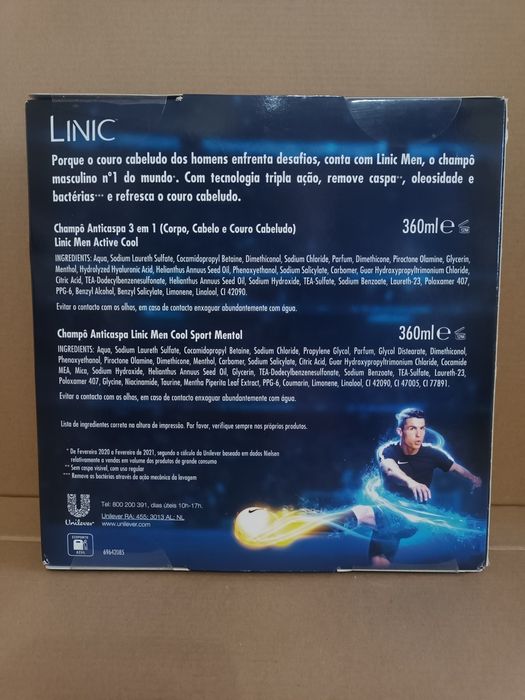 LINIC
Porque o couro cabeludo dos homens enfrenta desafios, conta com Linic Men, o champô
masculino nº1 do mundo*. Com tecnologia tripla ação, remove caspa**, oleosidade e
bactérias*** e refresca o couro cabeludo.
Champô Anticaspa 3 em 1 (Corpo, Cabelo e Couro Cabeludo) 360ml e
Linic Men Active Cool
INGREDIENTS: Aqua, Sodium Laureth Sulfate, Cocamidopropyl Betaine, Dimethiconol, Sodium Chloride, Parfum, Dimethicone, Piroctone Olamine, Glycerin,
Menthol, Hydrolyzed Hyaluronic Acid, Helianthus Annuus Seed Oil, Phenoxyethanol, Sodium Salicylate, Carbomer, Guar Hydroxypropyltrimonium Chloride,
Citric Acid, TEA-Dodecylbenzenesulfonate, Helianthus Annuus Seed Oil, Sodium Hydroxide, TEA-Sulfate, Sodium Benzoate, Laureth-23, Poloxamer 407,
PPG-6, Benzyl Alcohol, Benzyl Salicylate, Limonene, Linalool, CI 42090.
Evitar o contacto com os olhos, em caso de contacto enxaguar abundantemente com água.
Champô Anticaspa Linic Men Cool Sport Mentol 360ml e
INGREDIENTS: Aqua, Sodium Laureth Sulfate, Cocamidopropyl Betaine, Sodium Chloride, Propylene Glycol, Parfum, Glycol Distearate, Dimethiconol,
Phenoxyethanol, Piroctone Olamine, Dimethicone, Menthol, Carbomer, Sodium Salicylate, Citric Acid, Guar Hydroxypropyltrimonium Chloride, Cocamide
MEA, Mica, Sodium Hydroxide, Helianthus Annuus Seed Oil, Glycerin, TEA-Dodecylbenzenesulfonate, Sodium Benzoate, TEA-Sulfate, Laureth-23,
Poloxamer 407, Glycine, Niacinamide, Taurine, Mentha Piperita Leaf Extract, PPG-6, Coumarin, Limonene, Linalool, CI 42090, CI 47005, CI 77891.
Evitar o contacto com os olhos, em caso de contacto enxaguar abundantemente com água.
Lista de ingredientes correta na altura de impressão. Por favor, verifique sempre nos próprios produtos.
* De Fevereiro 2020 a Fevereiro de 2021, segundo o cálculo da Unilever baseado em dados Nielsen
relativamente a vendas em volume dos produtos de grande consumo
** Sem caspa visível, com uso regular
*** Remove as bactérias através da ação mecânica da lavagem
Unilever
Tel: 800 200 391, dias úteis 10h-17h.
Unilever RA: 455; 3013 AL- NL
www.unilever.com
ECOPONTO
AZUL
69642085